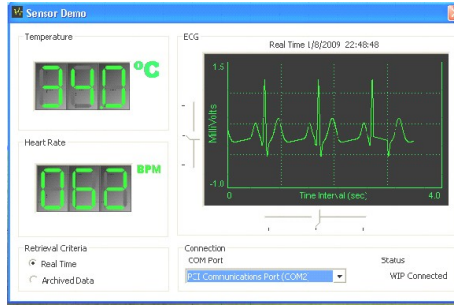 Sensor Demo
Temperature
34.0 °C
Heart Rate
062 BPM
Retrieval Criteria
Real Time
Archived Data
ECG
Real Time 1/8/2009 22:48:48
1.5
MilliVolts
-1.0
0 Time Interval (sec) 4.0
Connection
COM Port
PCI Communications Port (COM2)
Status
WIP Connected